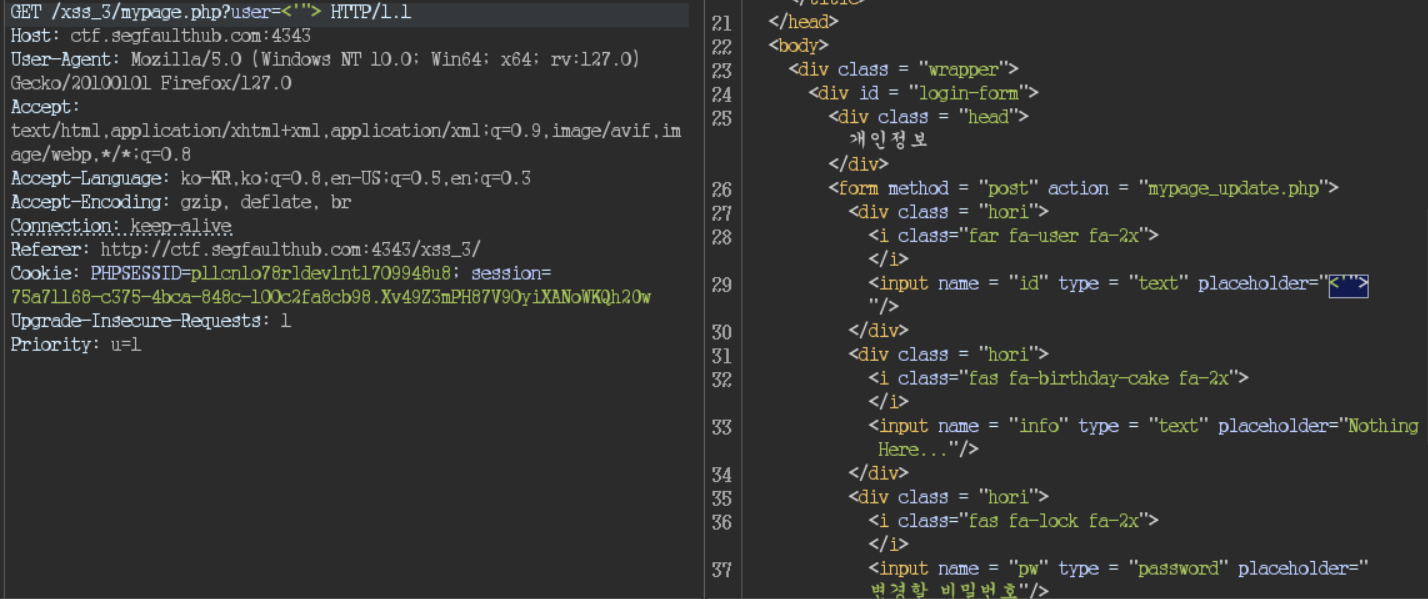 GET /xss_3/mypage.php?user=<'"> HTTP/1.1
Host: ctf.segfaulthub.com:4343
User-Agent: Mozilla/5.0 (Windows NT 10.0; Win64; x64; rv:127.0)
Gecko/20100101 Firefox/127.0
Accept:
text/html,application/xhtml+xml,application/xml;q=0.9,image/avif,im
age/webp,*/*;q=0.8
Accept-Language: ko-KR,ko;q=0.8,en-US;q=0.5,en;q=0.3
Accept-Encoding: gzip, deflate, br
Connection: keep-alive
Referer: http://ctf.segfaulthub.com:4343/xss_3/
Cookie: PHPSESSID=pllcnlo78rldevlntl709948u8; session=
75a71168-c375-4bca-848c-100c2fa8cb98.Xv49Z3mPH87V9OyiXANoWKQh20w
Upgrade-Insecure-Requests: 1
Priority: u=1
</title>
21 </head>
22 <body>
23 <div class = "wrapper">
24 <div id = "login-form">
25 <div class = "head">
개인정보
</div>
26 <form method = "post" action = "mypage_update.php">
27 <div class = "hori">
28 <i class="far fa-user fa-2x">
</i>
29 <input name = "id" type = "text" placeholder="<'">
"/>
30 </div>
31 <div class = "hori">
32 <i class="fas fa-birthday-cake fa-2x">
</i>
33 <input name = "info" type = "text" placeholder="Nothing
Here..."/>
34 </div>
35 <div class = "hori">
36 <i class="fas fa-lock fa-2x">
</i>
37 <input name = "pw" type = "password" placeholder="
변경할 비밀번호"/>